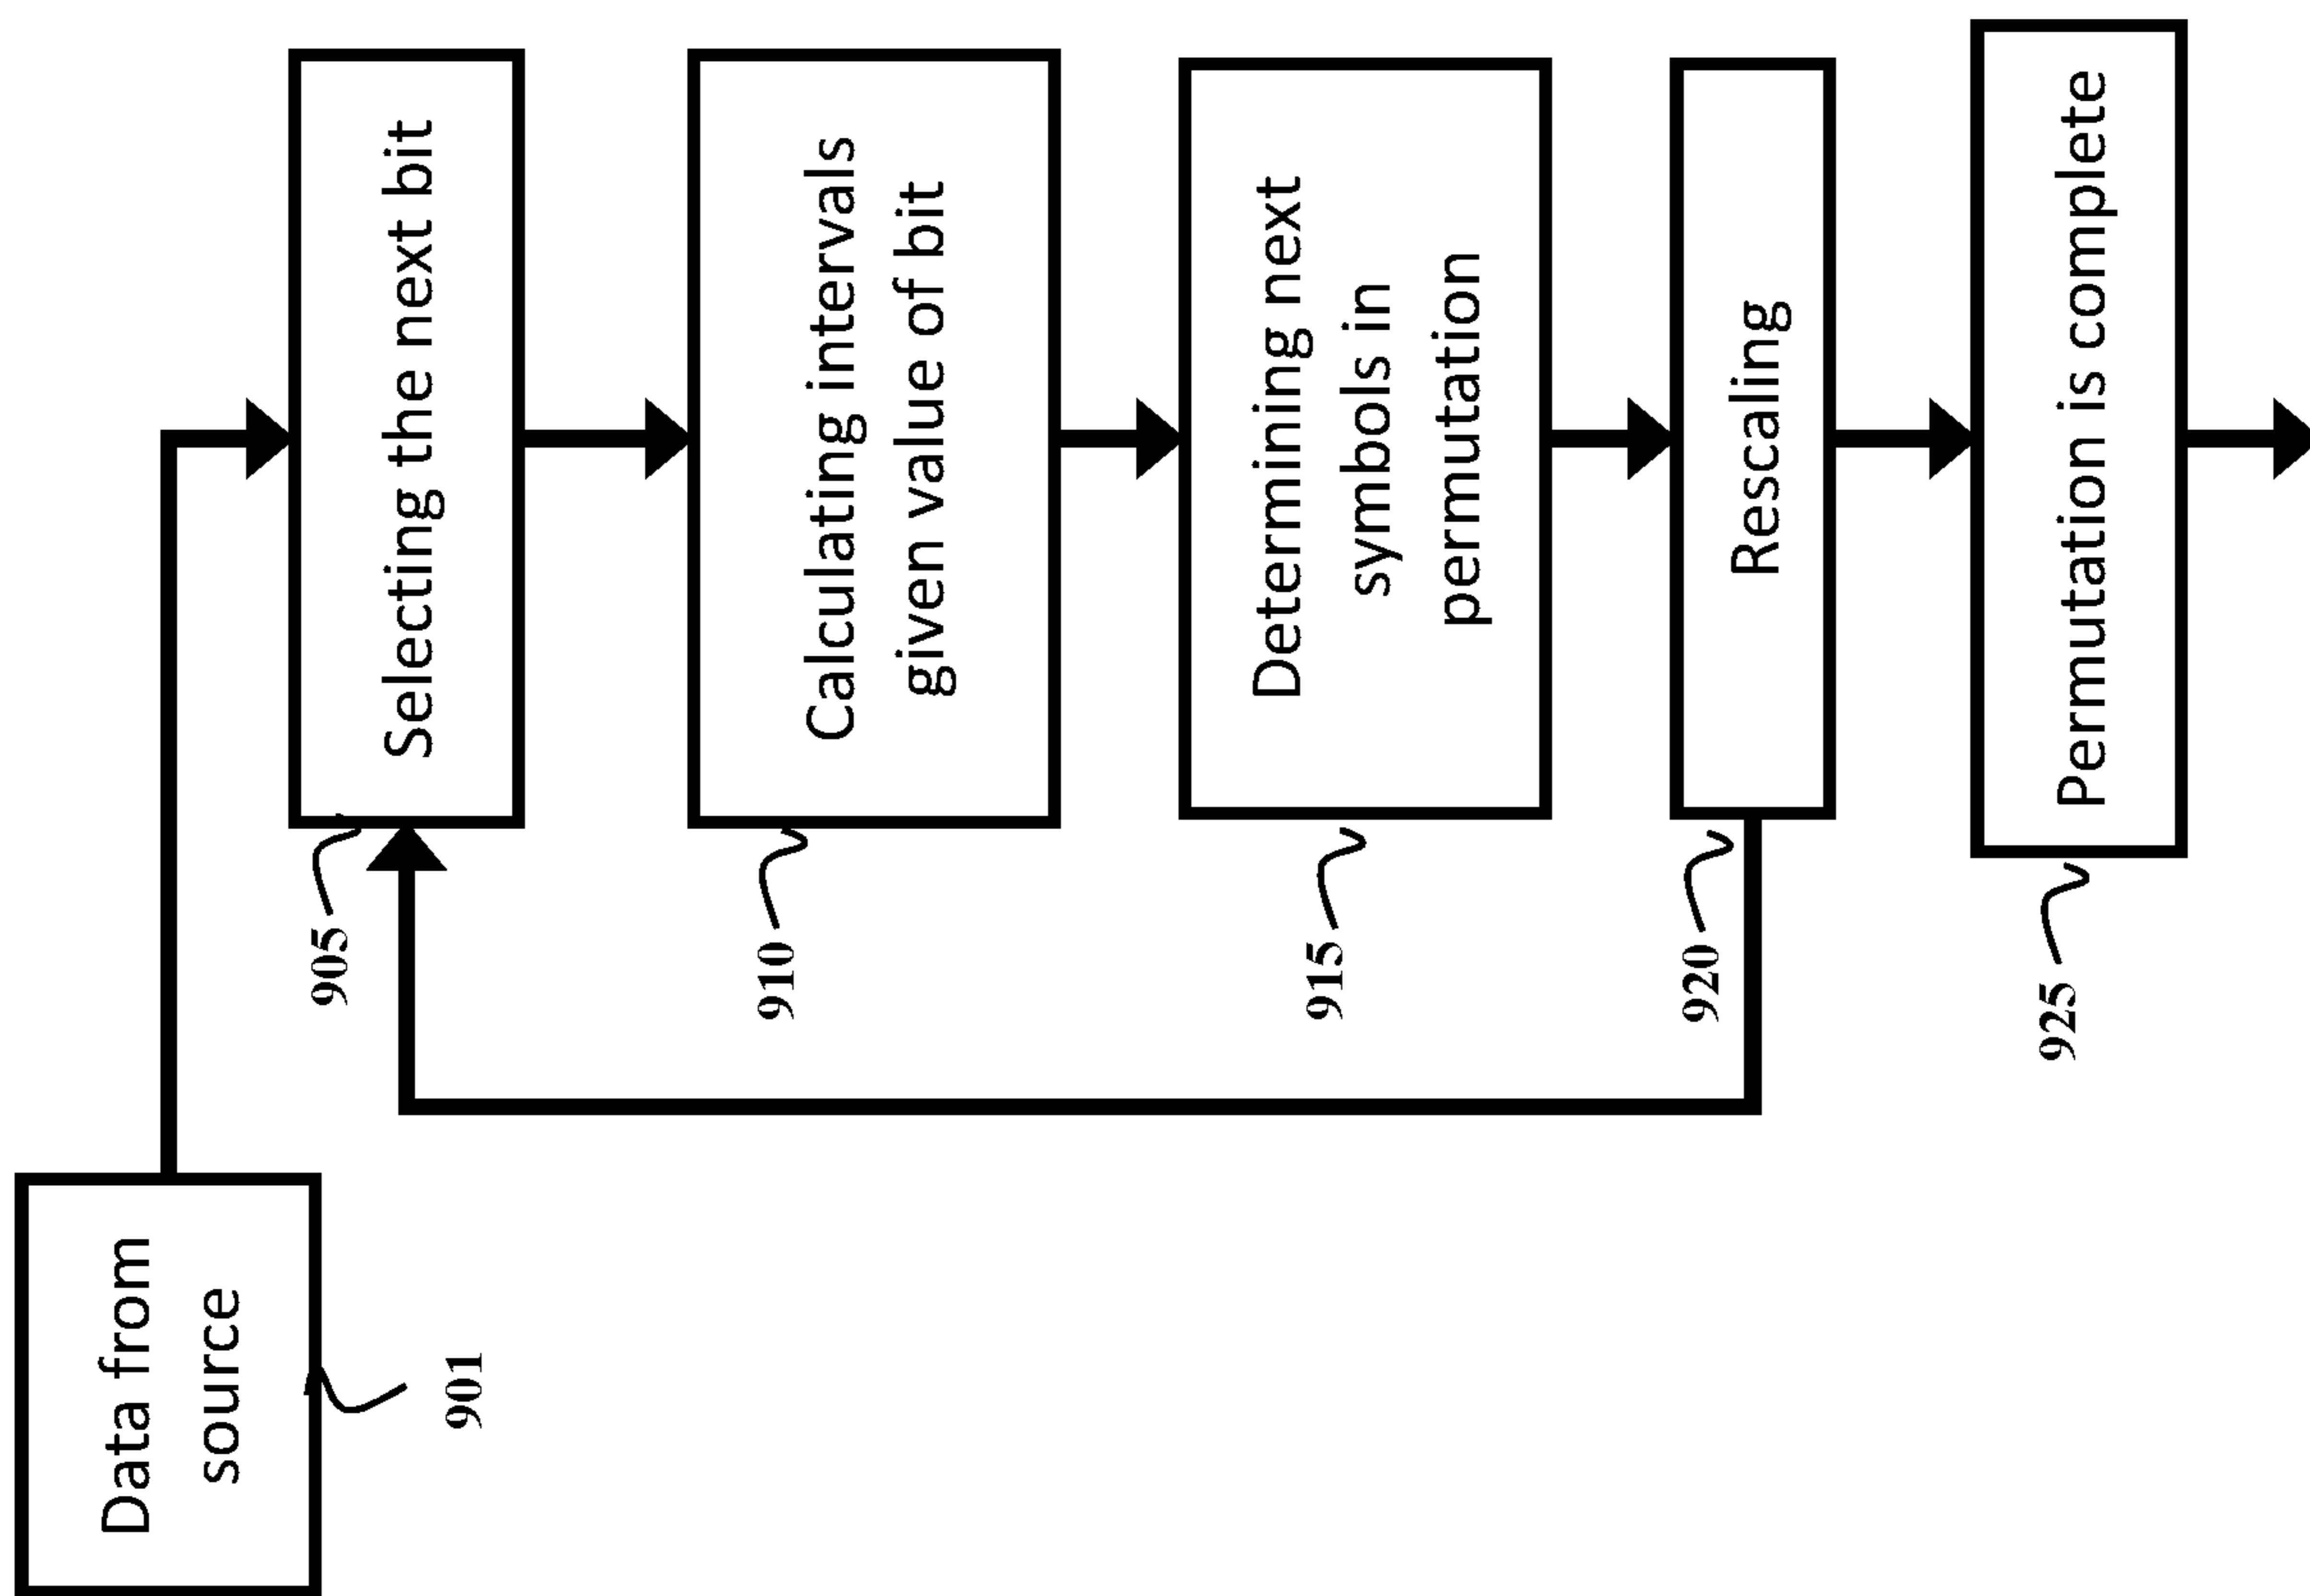 Data from
source
901
Selecting the next bit
905
Calculating intervals
given value of bit
910
Determining next
symbols in
permutation
915
Rescaling
920
Permutation is complete
925